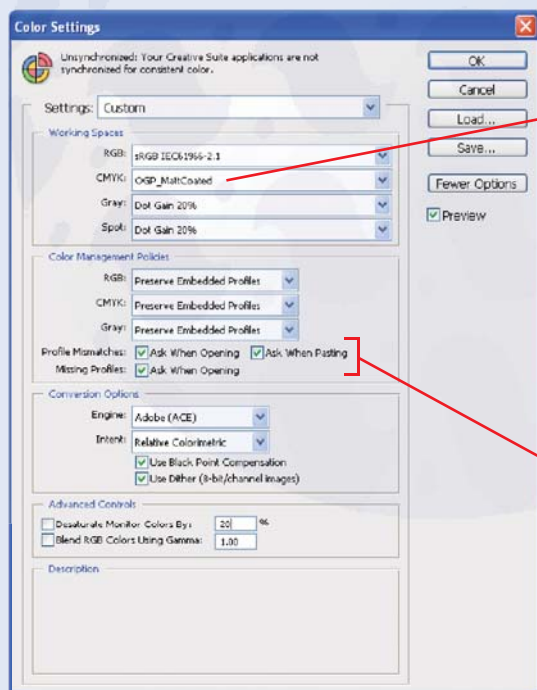 Color Settings
Unsynchronized: Your Creative Suite applications are not
synchronized for consistent color.
OK
Cancel
Load...
Save...
Fewer Options
Preview
Settings: Custom
Working Spaces
RGB: sRGB IEC61966-2.1
CMYK: OGP_MattCoated
Gray: Dot Gain 20%
Spot: Dot Gain 20%
Color Management Policies
RGB: Preserve Embedded Profiles
CMYK: Preserve Embedded Profiles
Gray: Preserve Embedded Profiles
Profile Mismatches: Ask When Opening Ask When Pasting
Missing Profiles: Ask When Opening
Conversion Options
Engine: Adobe (ACE)
Intent: Relative Colorimetric
Use Black Point Compensation
Use Dither (8-bit/channel images)
Advanced Controls
Desaturate Monitor Colors By: 20 %
Blend RGB Colors Using Gamma: 1.00
Description